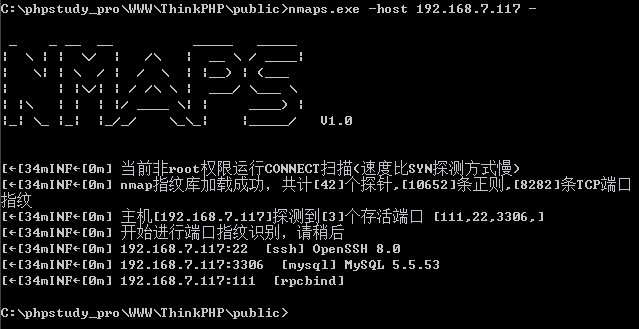 C:\phpstudy_pro\WWW\ThinkPHP\public>nmaps.exe -host 192.168.7.117 -
NMAPS
V1.0
[←[34mINF←[0m] 当前非root权限运行CONNECT扫描(速度比SYN探测方式慢)
[←[34mINF←[0m] nmap指纹库加载成功，共计[42]个探针,[10652]条正则,[8282]条TCP端口
指纹
[←[34mINF←[0m] 主机[192.168.7.117]探测到[3]个存活端口 [111,22,3306,]
[←[34mINF←[0m] 开始进行端口指纹识别，请稍后
[←[34mINF←[0m] 192.168.7.117:22  [ssh] OpenSSH 8.0
[←[34mINF←[0m] 192.168.7.117:3306  [mysql] MySQL 5.5.53
[←[34mINF←[0m] 192.168.7.117:111  [rpcbind]
C:\phpstudy_pro\WWW\ThinkPHP\public>